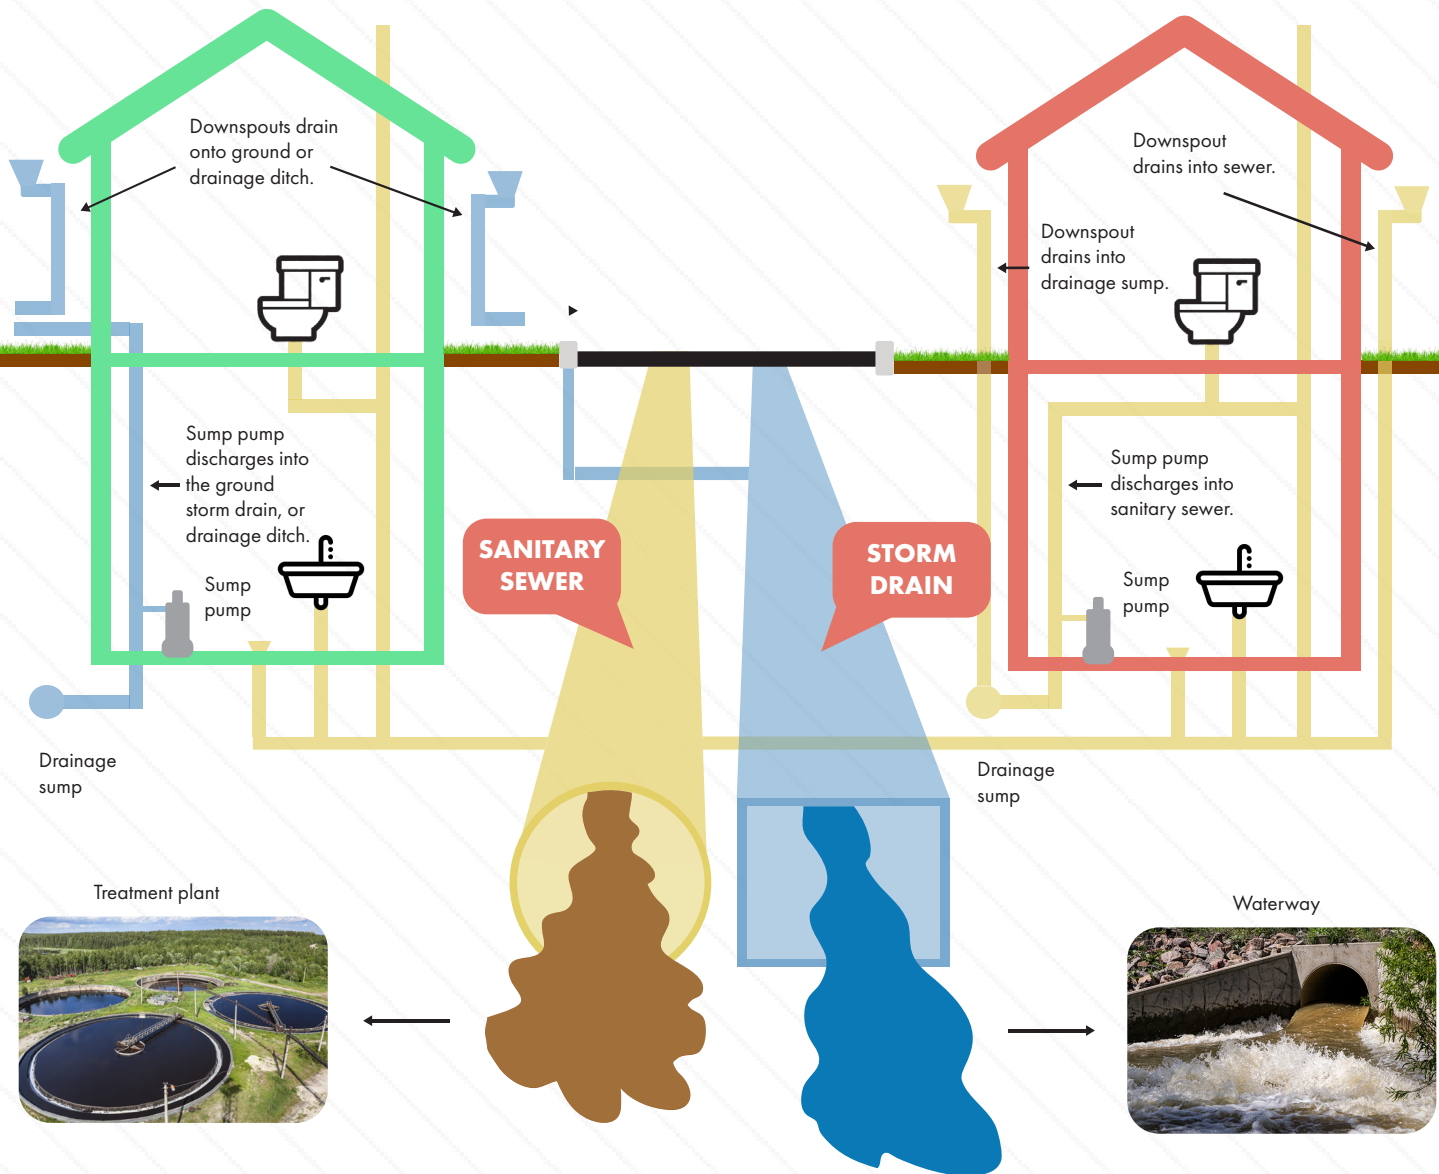 Downspouts drain
onto ground or
drainage ditch.
Downspout
drains into sewer.
Downspout
drains into
drainage sump.
Sump pump
discharges into
the ground
storm drain, or
drainage ditch.
Sump pump
discharges into
sanitary sewer.
SANITARY
SEWER
STORM
DRAIN
Sump
pump
Sump
pump
Drainage
sump
Drainage
sump
Treatment plant
Waterway